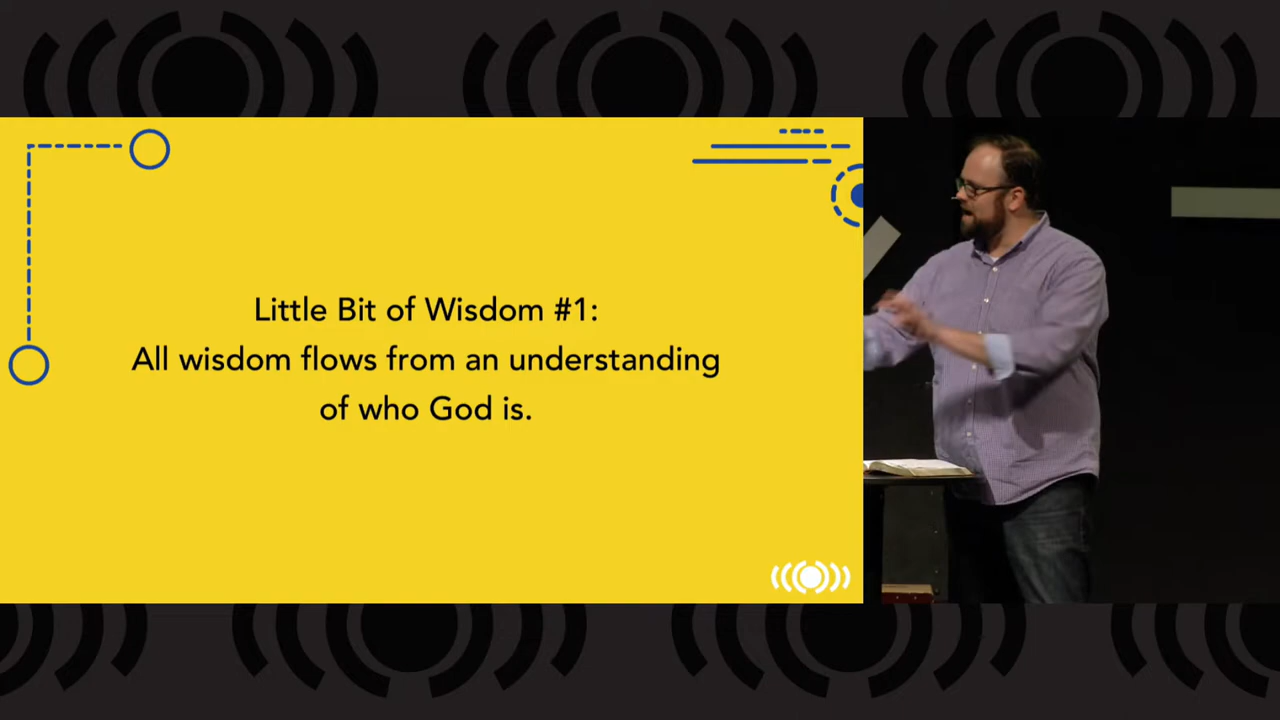 Little Bit of Wisdom #1:
All wisdom flows from an understanding
of who God is.